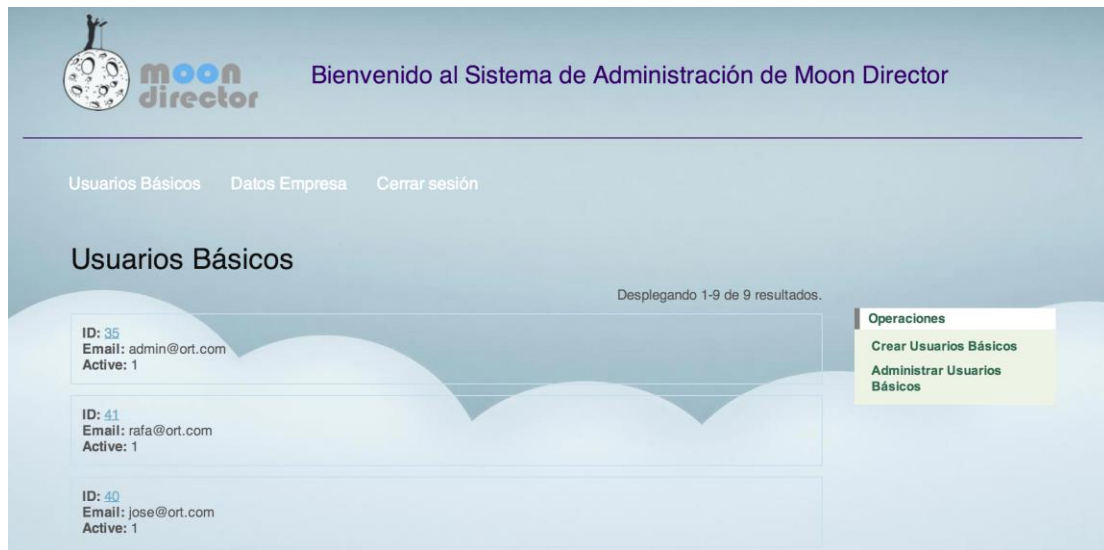 moon
director
Bienvenido al Sistema de Administración de Moon Director
Usuarios Básicos Datos Empresa Cerrar sesión
Usuarios Básicos
Desplegando 1-9 de 9 resultados.
ID: 35
Email: admin@ort.com
Active: 1
ID: 41
Email: rafa@ort.com
Active: 1
ID: 40
Email: jose@ort.com
Active: 1
Operaciones
Crear Usuarios Básicos
Administrar Usuarios
Básicos